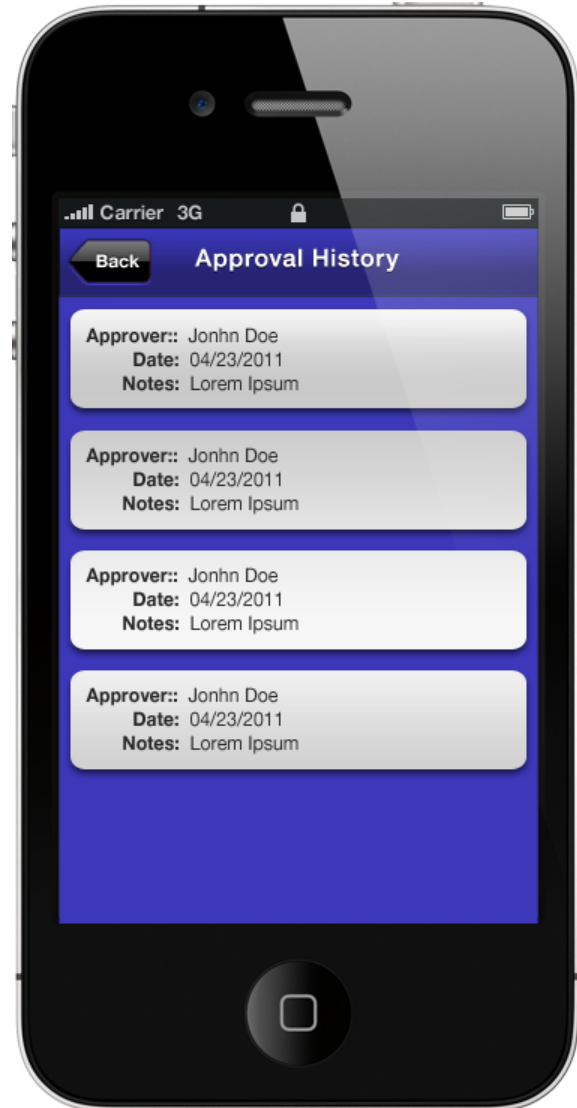 Carrier 3G
Back Approval History
Approver:: Jonhn Doe
Date: 04/23/2011
Notes: Lorem Ipsum
Approver:: Jonhn Doe
Date: 04/23/2011
Notes: Lorem Ipsum
Approver:: Jonhn Doe
Date: 04/23/2011
Notes: Lorem Ipsum
Approver:: Jonhn Doe
Date: 04/23/2011
Notes: Lorem Ipsum